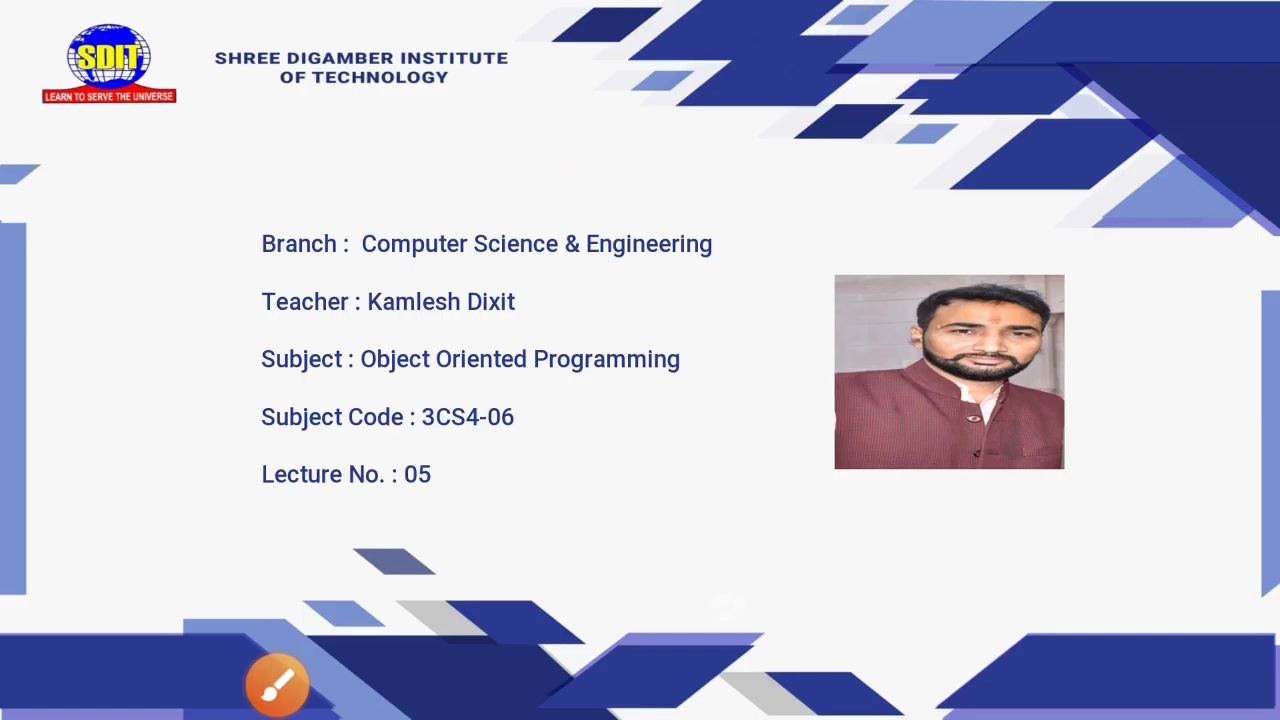 SDIT
LEARN TO SERVE THE UNIVERSE
SHREE DIGAMBER INSTITUTE
OF TECHNOLOGY
Branch :  Computer Science & Engineering
Teacher : Kamlesh Dixit
Subject : Object Oriented Programming
Subject Code : 3CS4-06
Lecture No. : 05